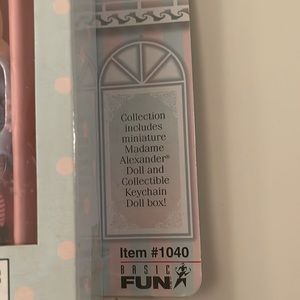 Collection
includes
miniature
Madame
Alexander®
Doll and
Collectible
Keychain
Doll box!
Item #1040
BASIC
FUN